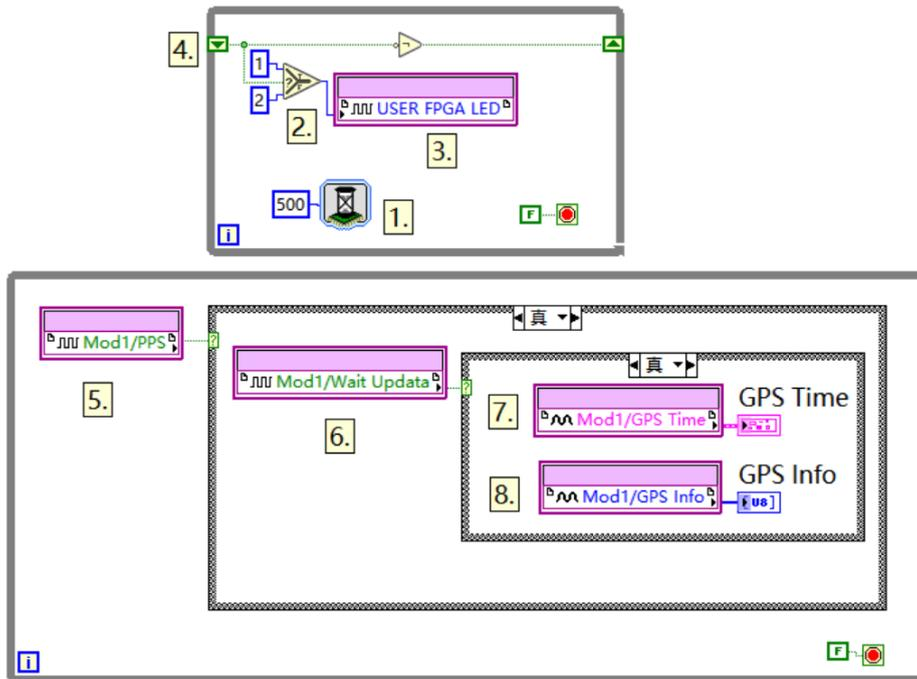 4.
1
2
2.
USER FPGA LED
3.
500
1.
F
i
真
Mod1/PPS
5.
Mod1/Wait Updata
6.
真
7.
Mod1/GPS Time
GPS Time
8.
Mod1/GPS Info
GPS Info
U8]
F
i